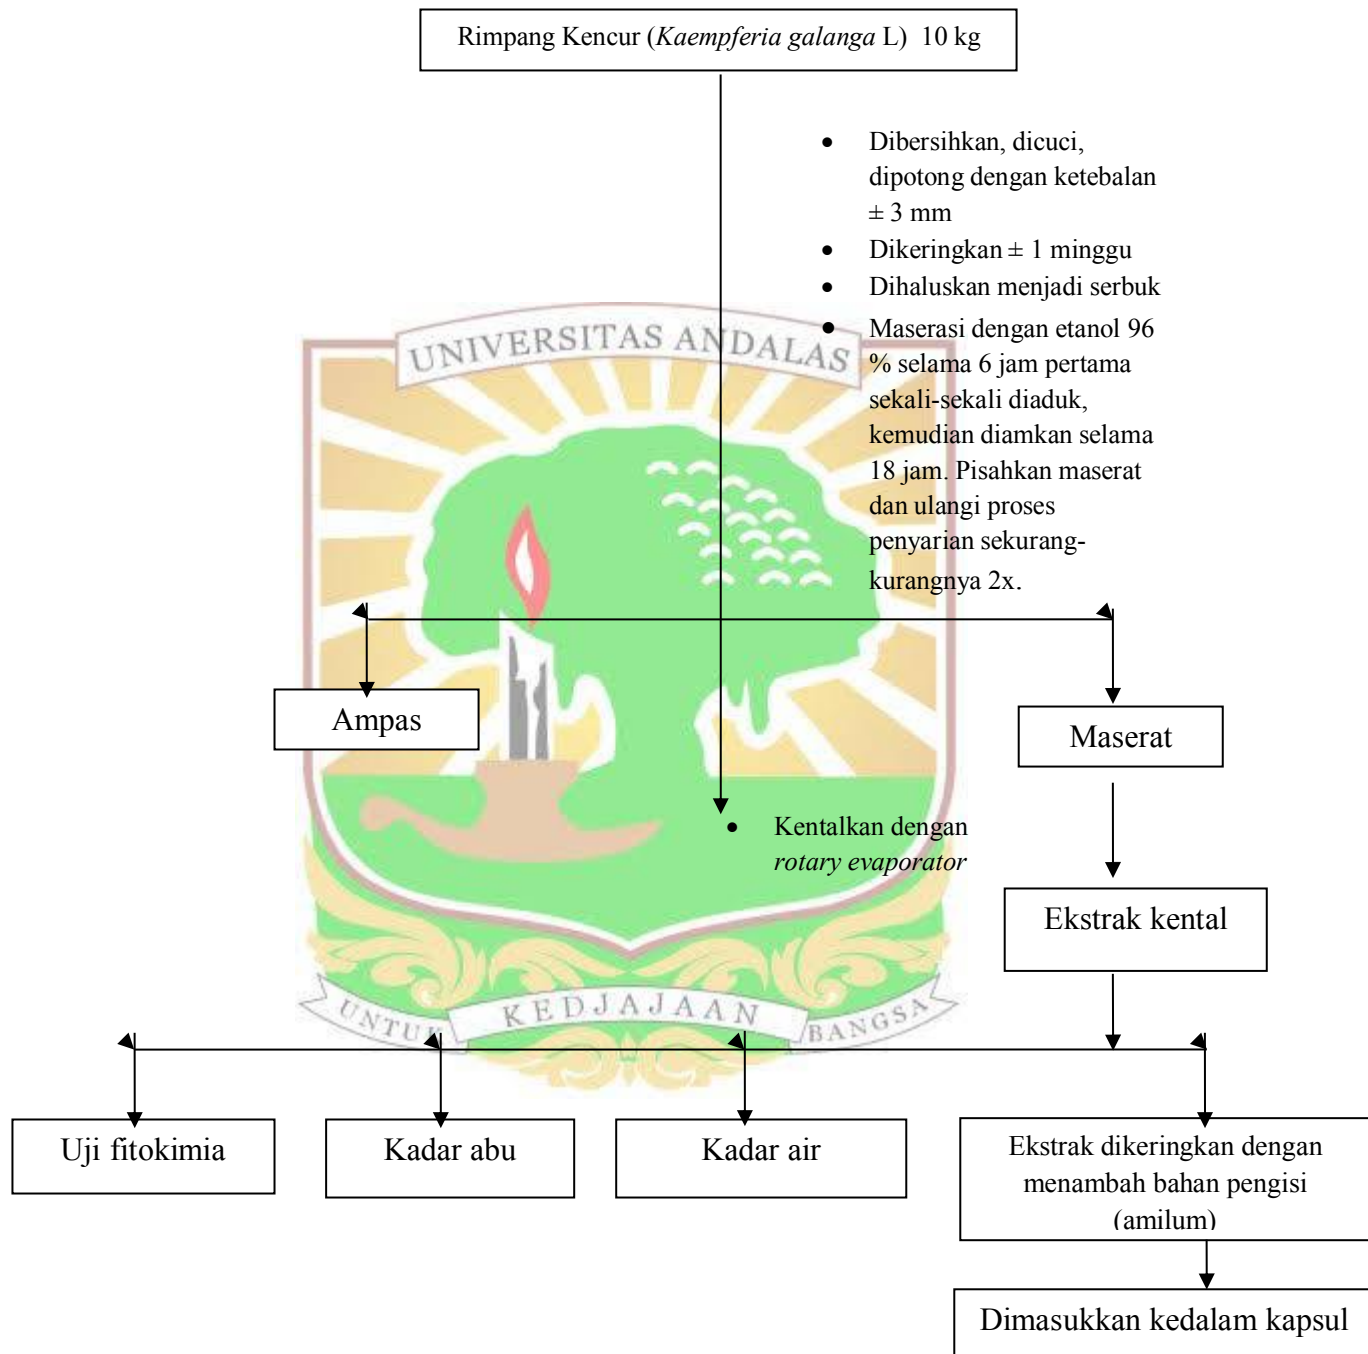 Rimpang Kencur (Kaempferia galanga L)  10 kg
• Dibersihkan, dicuci,
dipotong dengan ketebalan
± 3 mm
• Dikeringkan ± 1 minggu
• Dihaluskan menjadi serbuk
• Maserasi dengan etanol 96
% selama 6 jam pertama
sekali-sekali diaduk,
kemudian diamkan selama
18 jam. Pisahkan maserat
dan ulangi proses
penyarian sekurang-
kurangnya 2x.
UNIVERSITAS ANDALAS
Ampas
Maserat
• Kentalkan dengan
rotary evaporator
Ekstrak kental
UNTUK KEDJAJAAN BANGSA
Uji fitokimia
Kadar abu
Kadar air
Ekstrak dikeringkan dengan
menambah bahan pengisi
(amilum)
Dimasukkan kedalam kapsul